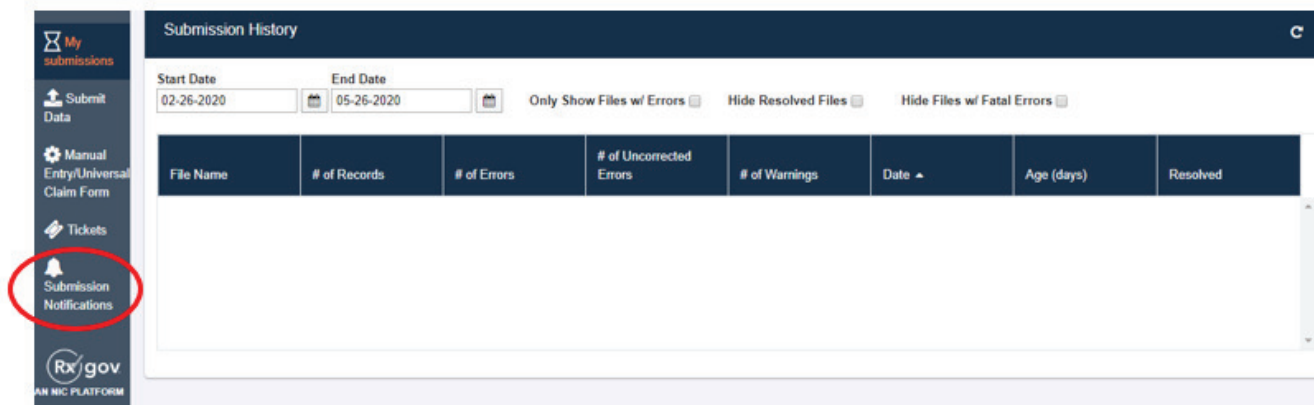 My
submissions
Submit
Data
Manual
Entry/Universal
Claim Form
Tickets
Submission
Notifications
Rx gov
AN NIC PLATFORM
Submission History
Start Date End Date
02-26-2020 05-26-2020 Only Show Files w/ Errors Hide Resolved Files Hide Files w/ Fatal Errors
File Name # of Records # of Errors # of Uncorrected
Errors # of Warnings Date Age (days) Resolved